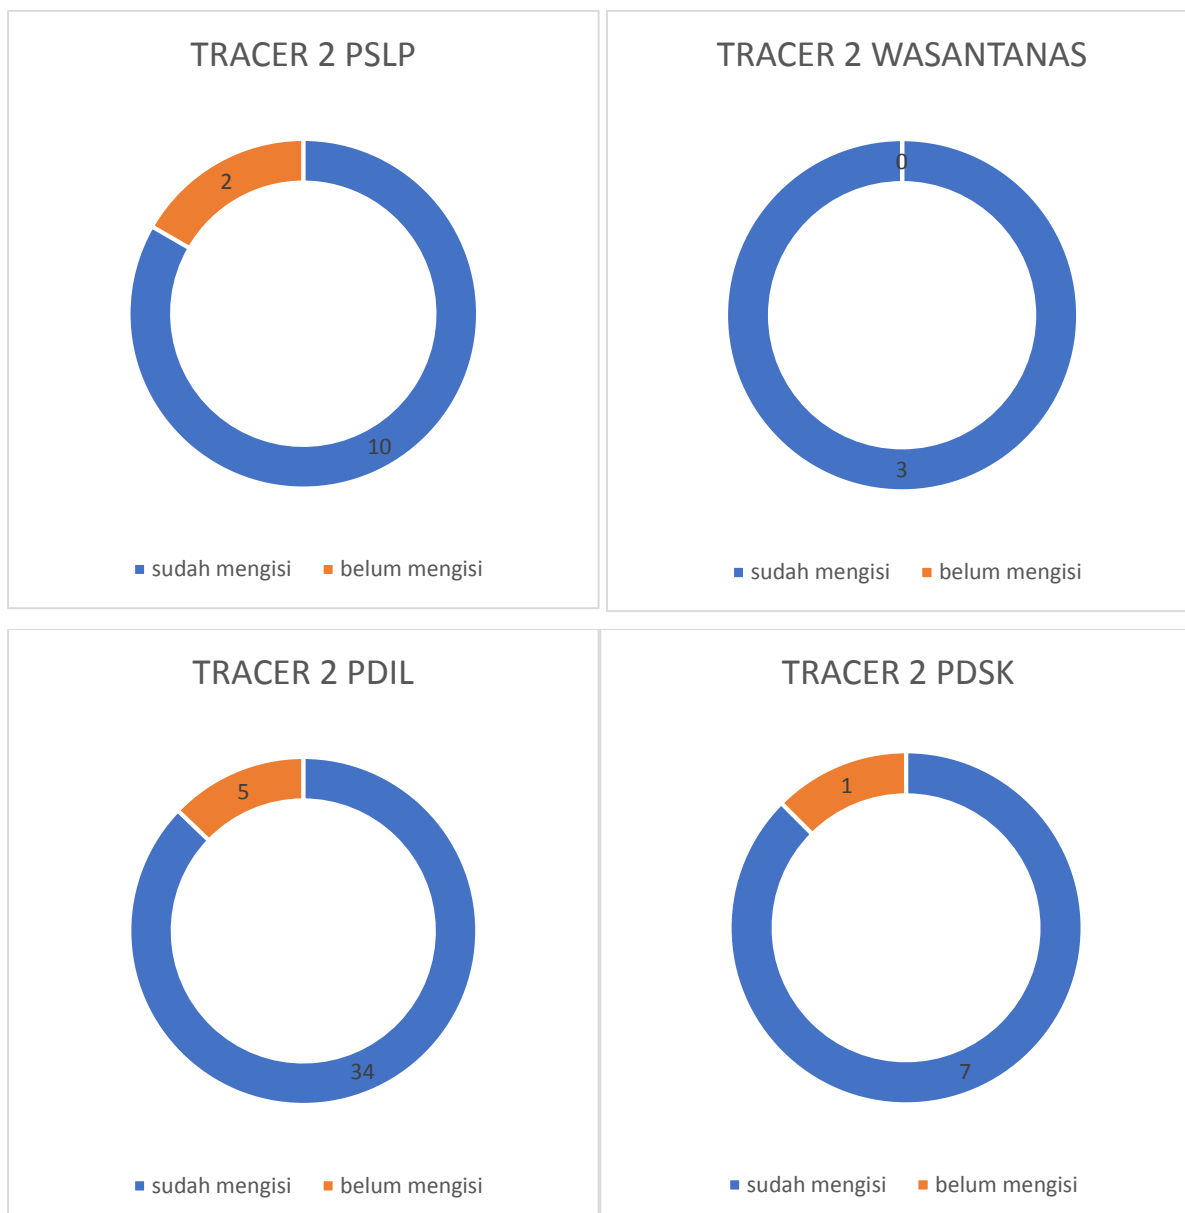 TRACER 2 PSLP
2
10
sudah mengisi belum mengisi
TRACER 2 WASANTANAS
0
3
sudah mengisi belum mengisi
TRACER 2 PDIL
5
34
sudah mengisi belum mengisi
TRACER 2 PDSK
1
7
sudah mengisi belum mengisi